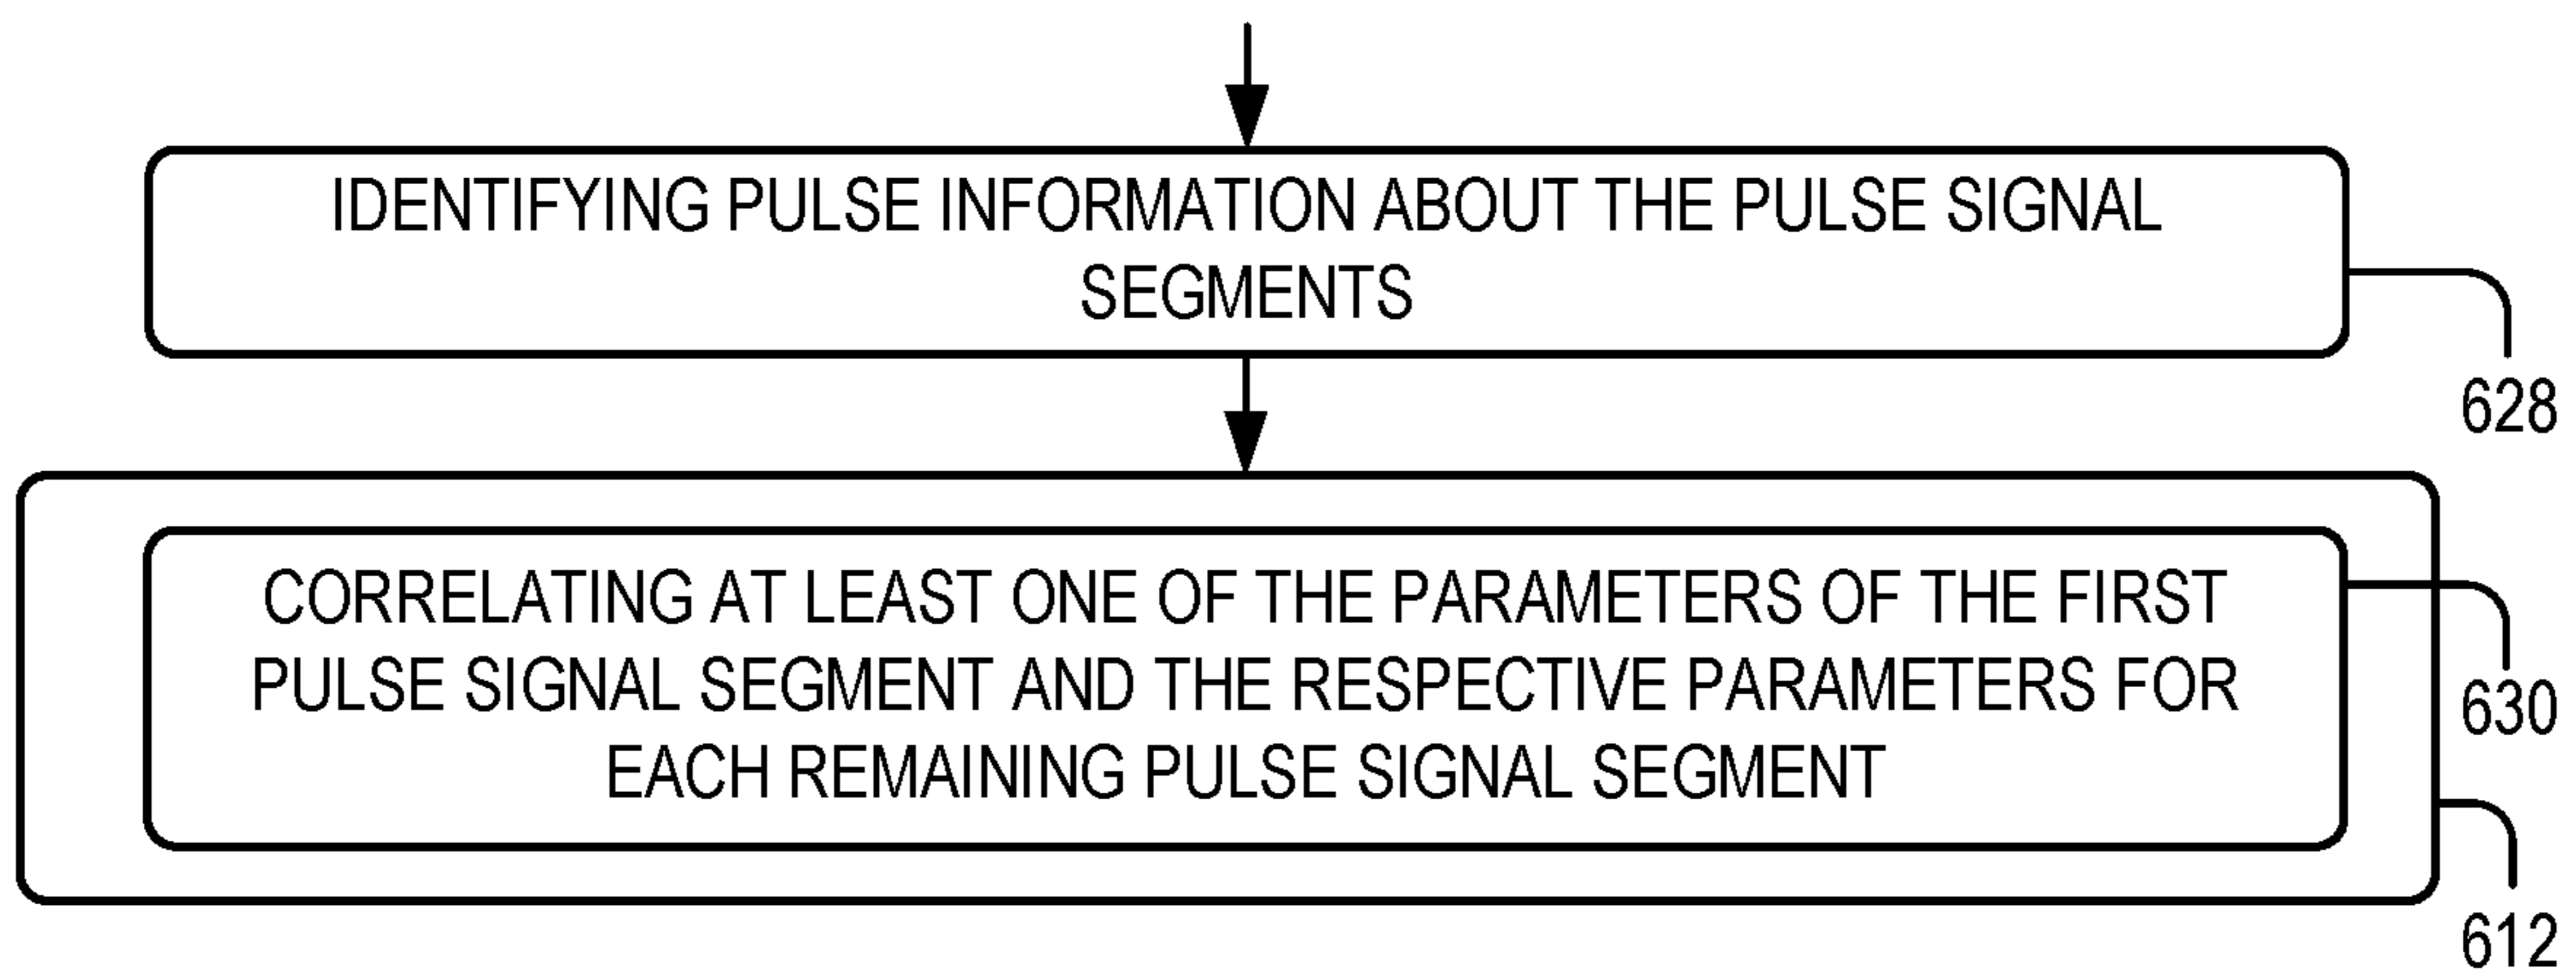 IDENTIFYING PULSE INFORMATION ABOUT THE PULSE SIGNAL
SEGMENTS
628
CORRELATING AT LEAST ONE OF THE PARAMETERS OF THE FIRST
PULSE SIGNAL SEGMENT AND THE RESPECTIVE PARAMETERS FOR
EACH REMAINING PULSE SIGNAL SEGMENT
630
612